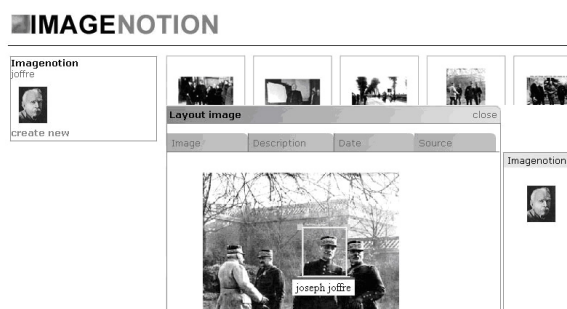 IMAGENOTION
Imagenotion
joffre
create new
Layout image
close
Image
Description
Date
Source
Imagenotion
joseph joffre